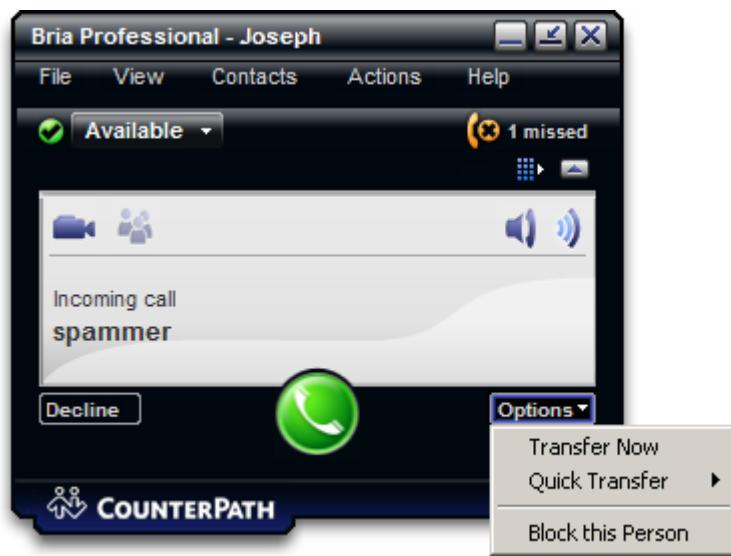 Bria Professional - Joseph
File View Contacts Actions Help
Available 1 missed
Incoming call
spammer
Decline Options
Transfer Now
Quick Transfer
Block this Person
COUNTERPATH